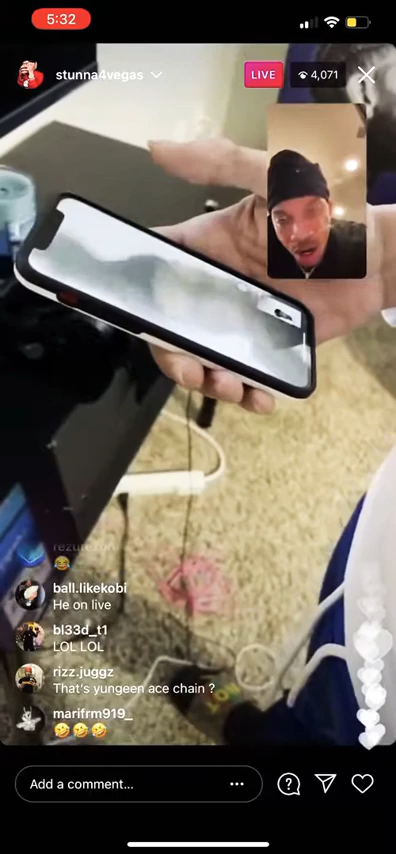 5:32
stunna4vegas
LIVE
4,071
ball.likekobi
He on live
bl33d_t1
LOL LOL
rizz.juggz
That's yungeen ace chain ?
marifrm919_
Add a comment...